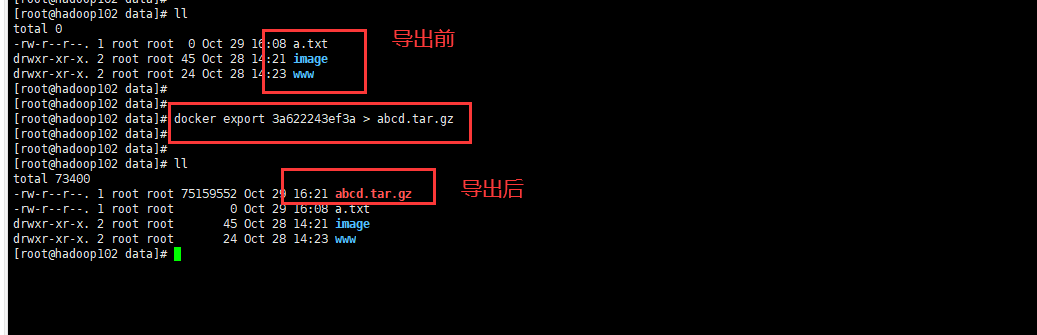 [root@hadoop102 data]#
[root@hadoop102 data]# ll
total 0
-rw-r--r--. 1 root root  0 Oct 29 16:08 a.txt
导出前
drwxr-xr-x. 2 root root 45 Oct 28 14:21 image
drwxr-xr-x. 2 root root 24 Oct 28 14:23 www
[root@hadoop102 data]#
[root@hadoop102 data]#
[root@hadoop102 data]# docker export 3a622243ef3a > abcd.tar.gz
[root@hadoop102 data]#
[root@hadoop102 data]#
[root@hadoop102 data]# ll
total 73400
-rw-r--r--. 1 root root 75159552 Oct 29 16:21 abcd.tar.gz
导出后
-rw-r--r--. 1 root root        0 Oct 29 16:08 a.txt
drwxr-xr-x. 2 root root       45 Oct 28 14:21 image
drwxr-xr-x. 2 root root       24 Oct 28 14:23 www
[root@hadoop102 data]#